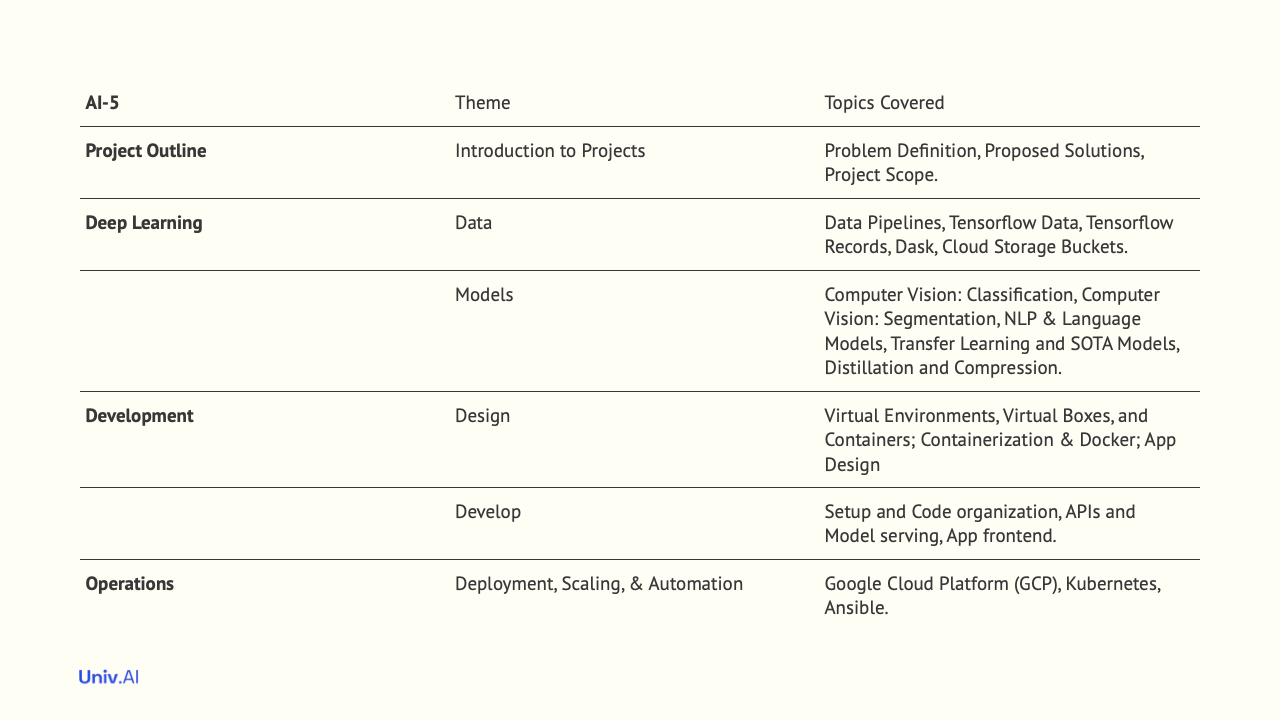 AI-5 Theme Topics Covered
Project Outline Introduction to Projects Problem Definition, Proposed Solutions,
Project Scope.
Deep Learning Data Data Pipelines, Tensorflow Data, Tensorflow
Records, Dask, Cloud Storage Buckets.
Models Computer Vision: Classification, Computer
Vision: Segmentation, NLP & Language
Models, Transfer Learning and SOTA Models,
Distillation and Compression.
Development Design Virtual Environments, Virtual Boxes, and
Containers; Containerization & Docker; App
Design
Develop Setup and Code organization, APIs and
Model serving, App frontend.
Operations Deployment, Scaling, & Automation Google Cloud Platform (GCP), Kubernetes,
Ansible.
Univ.AI